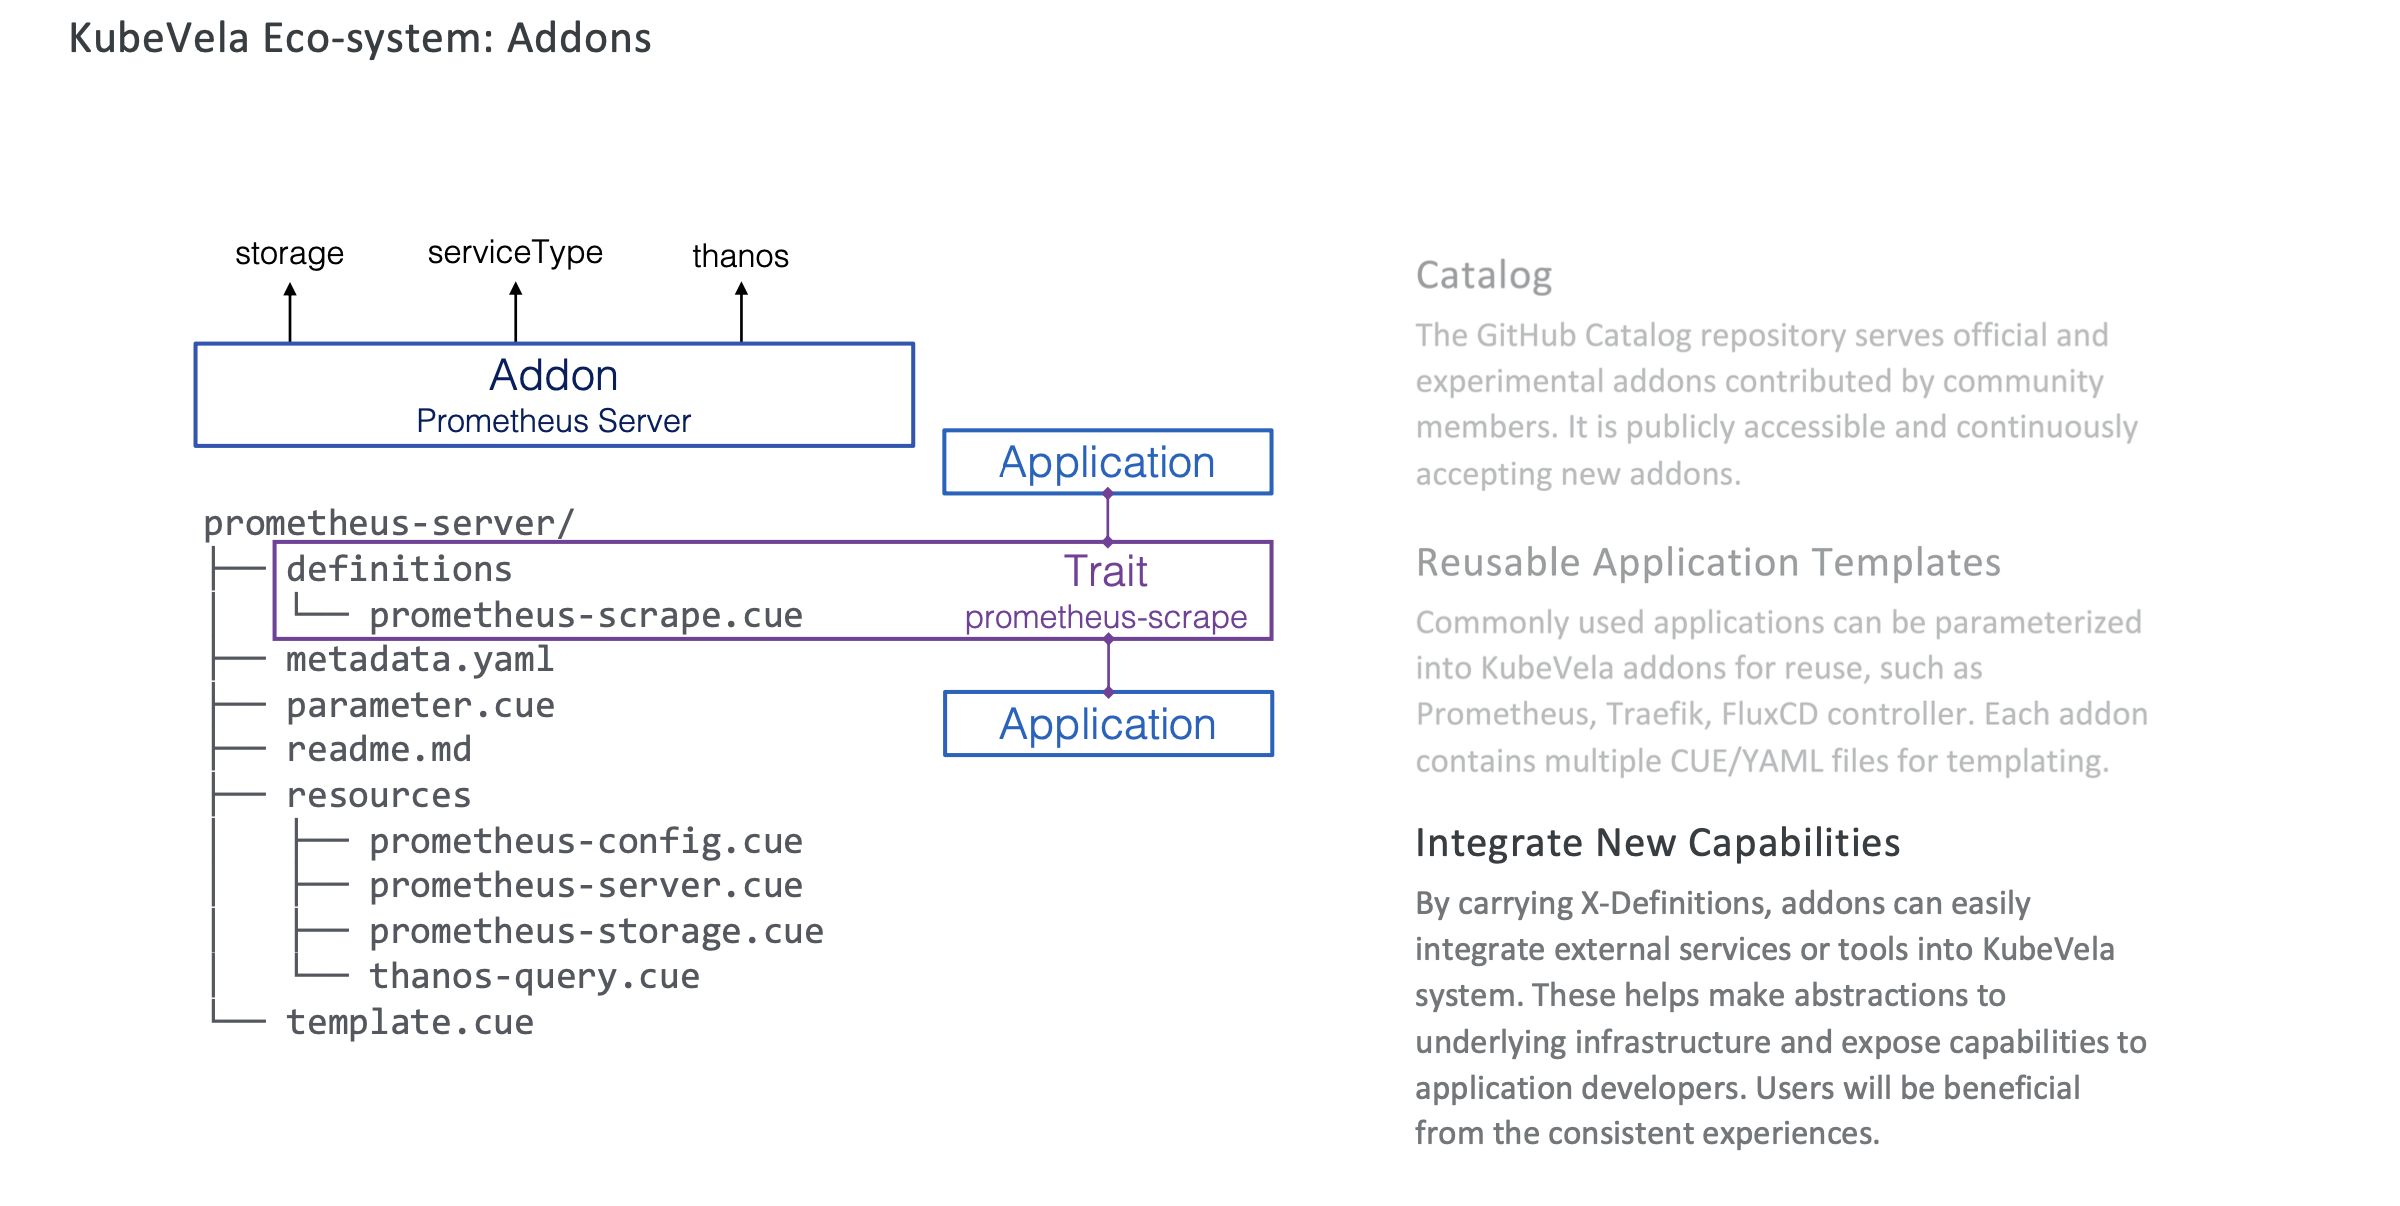 KubeVela Eco-system: Addons
storage
serviceType
thanos
Addon
Prometheus Server
Application
prometheus-server/
definitions
prometheus-scrape.cue
Trait
prometheus-scrape
metadata.yaml
parameter.cue
readme.md
resources
prometheus-config.cue
prometheus-server.cue
prometheus-storage.cue
thanos-query.cue
template.cue
Application
Catalog
The GitHub Catalog repository serves official and
experimental addons contributed by community
members. It is publicly accessible and continuously
accepting new addons.
Reusable Application Templates
Commonly used applications can be parameterized
into KubeVela addons for reuse, such as
Prometheus, Traefik, FluxCD controller. Each addon
contains multiple CUE/YAML files for templating.
Integrate New Capabilities
By carrying X-Definitions, addons can easily
integrate external services or tools into KubeVela
system. These helps make abstractions to
underlying infrastructure and expose capabilities to
application developers. Users will be beneficial
from the consistent experiences.